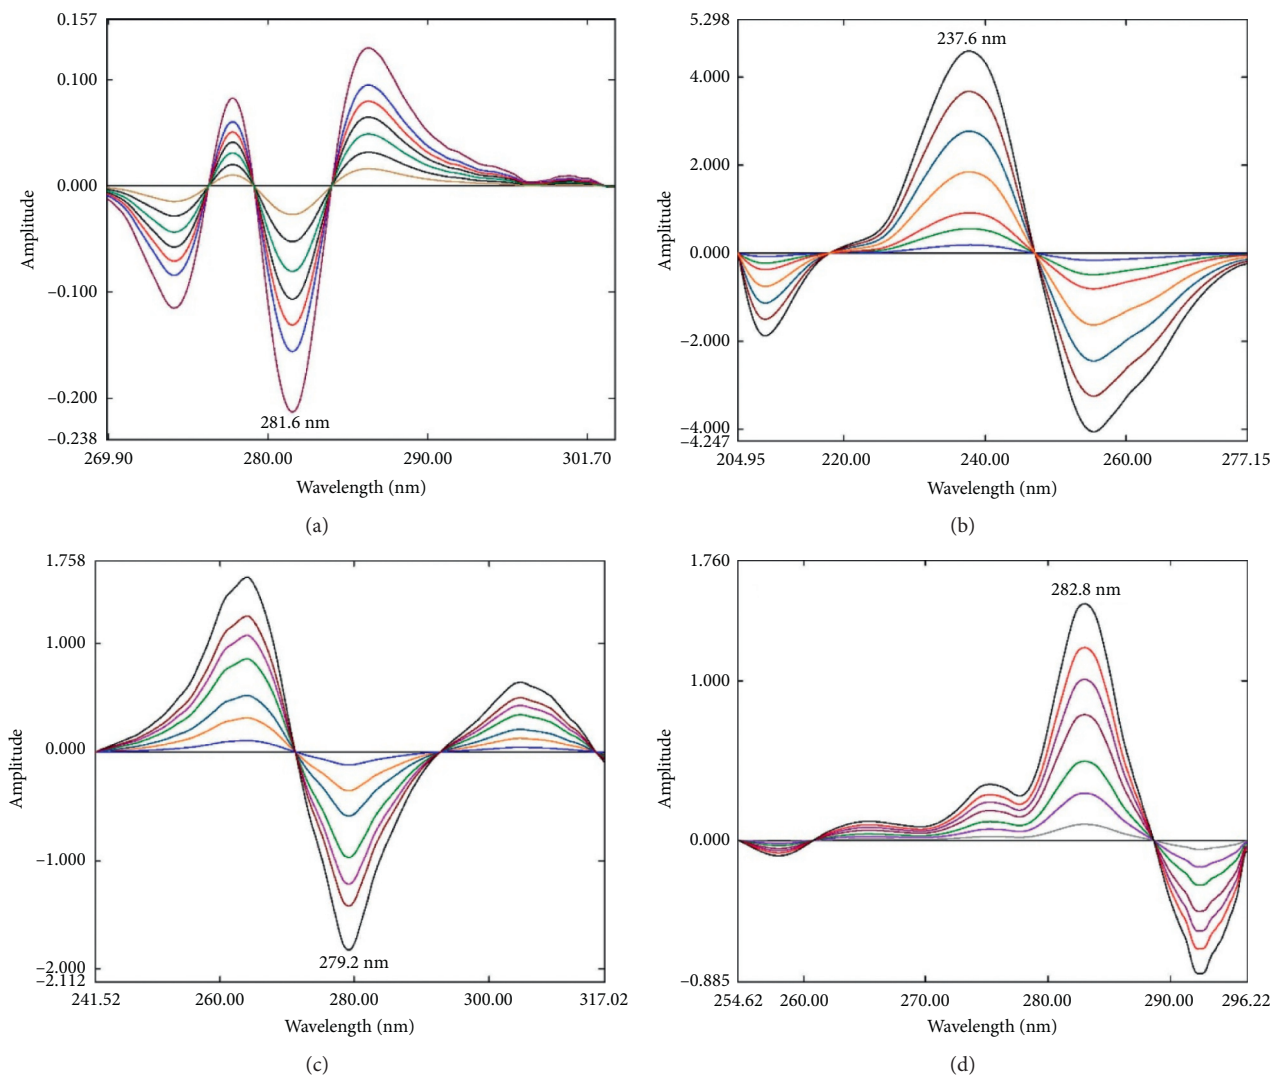 0.157
0.100
0.000
−0.100
−0.200
−0.238
Amplitude
281.6 nm
269.90 280.00 290.00 301.70
Wavelength (nm)
(a)
5.298
4.000
2.000
0.000
−2.000
−4.000
−4.247
Amplitude
237.6 nm
204.95 220.00 240.00 260.00 277.15
Wavelength (nm)
(b)
1.758
1.000
0.000
−1.000
−2.000
−2.112
Amplitude
279.2 nm
241.52 260.00 280.00 300.00 317.02
Wavelength (nm)
(c)
1.760
1.000
0.000
−0.885
Amplitude
282.8 nm
254.62 260.00 270.00 280.00 290.00 296.22
Wavelength (nm)
(d)